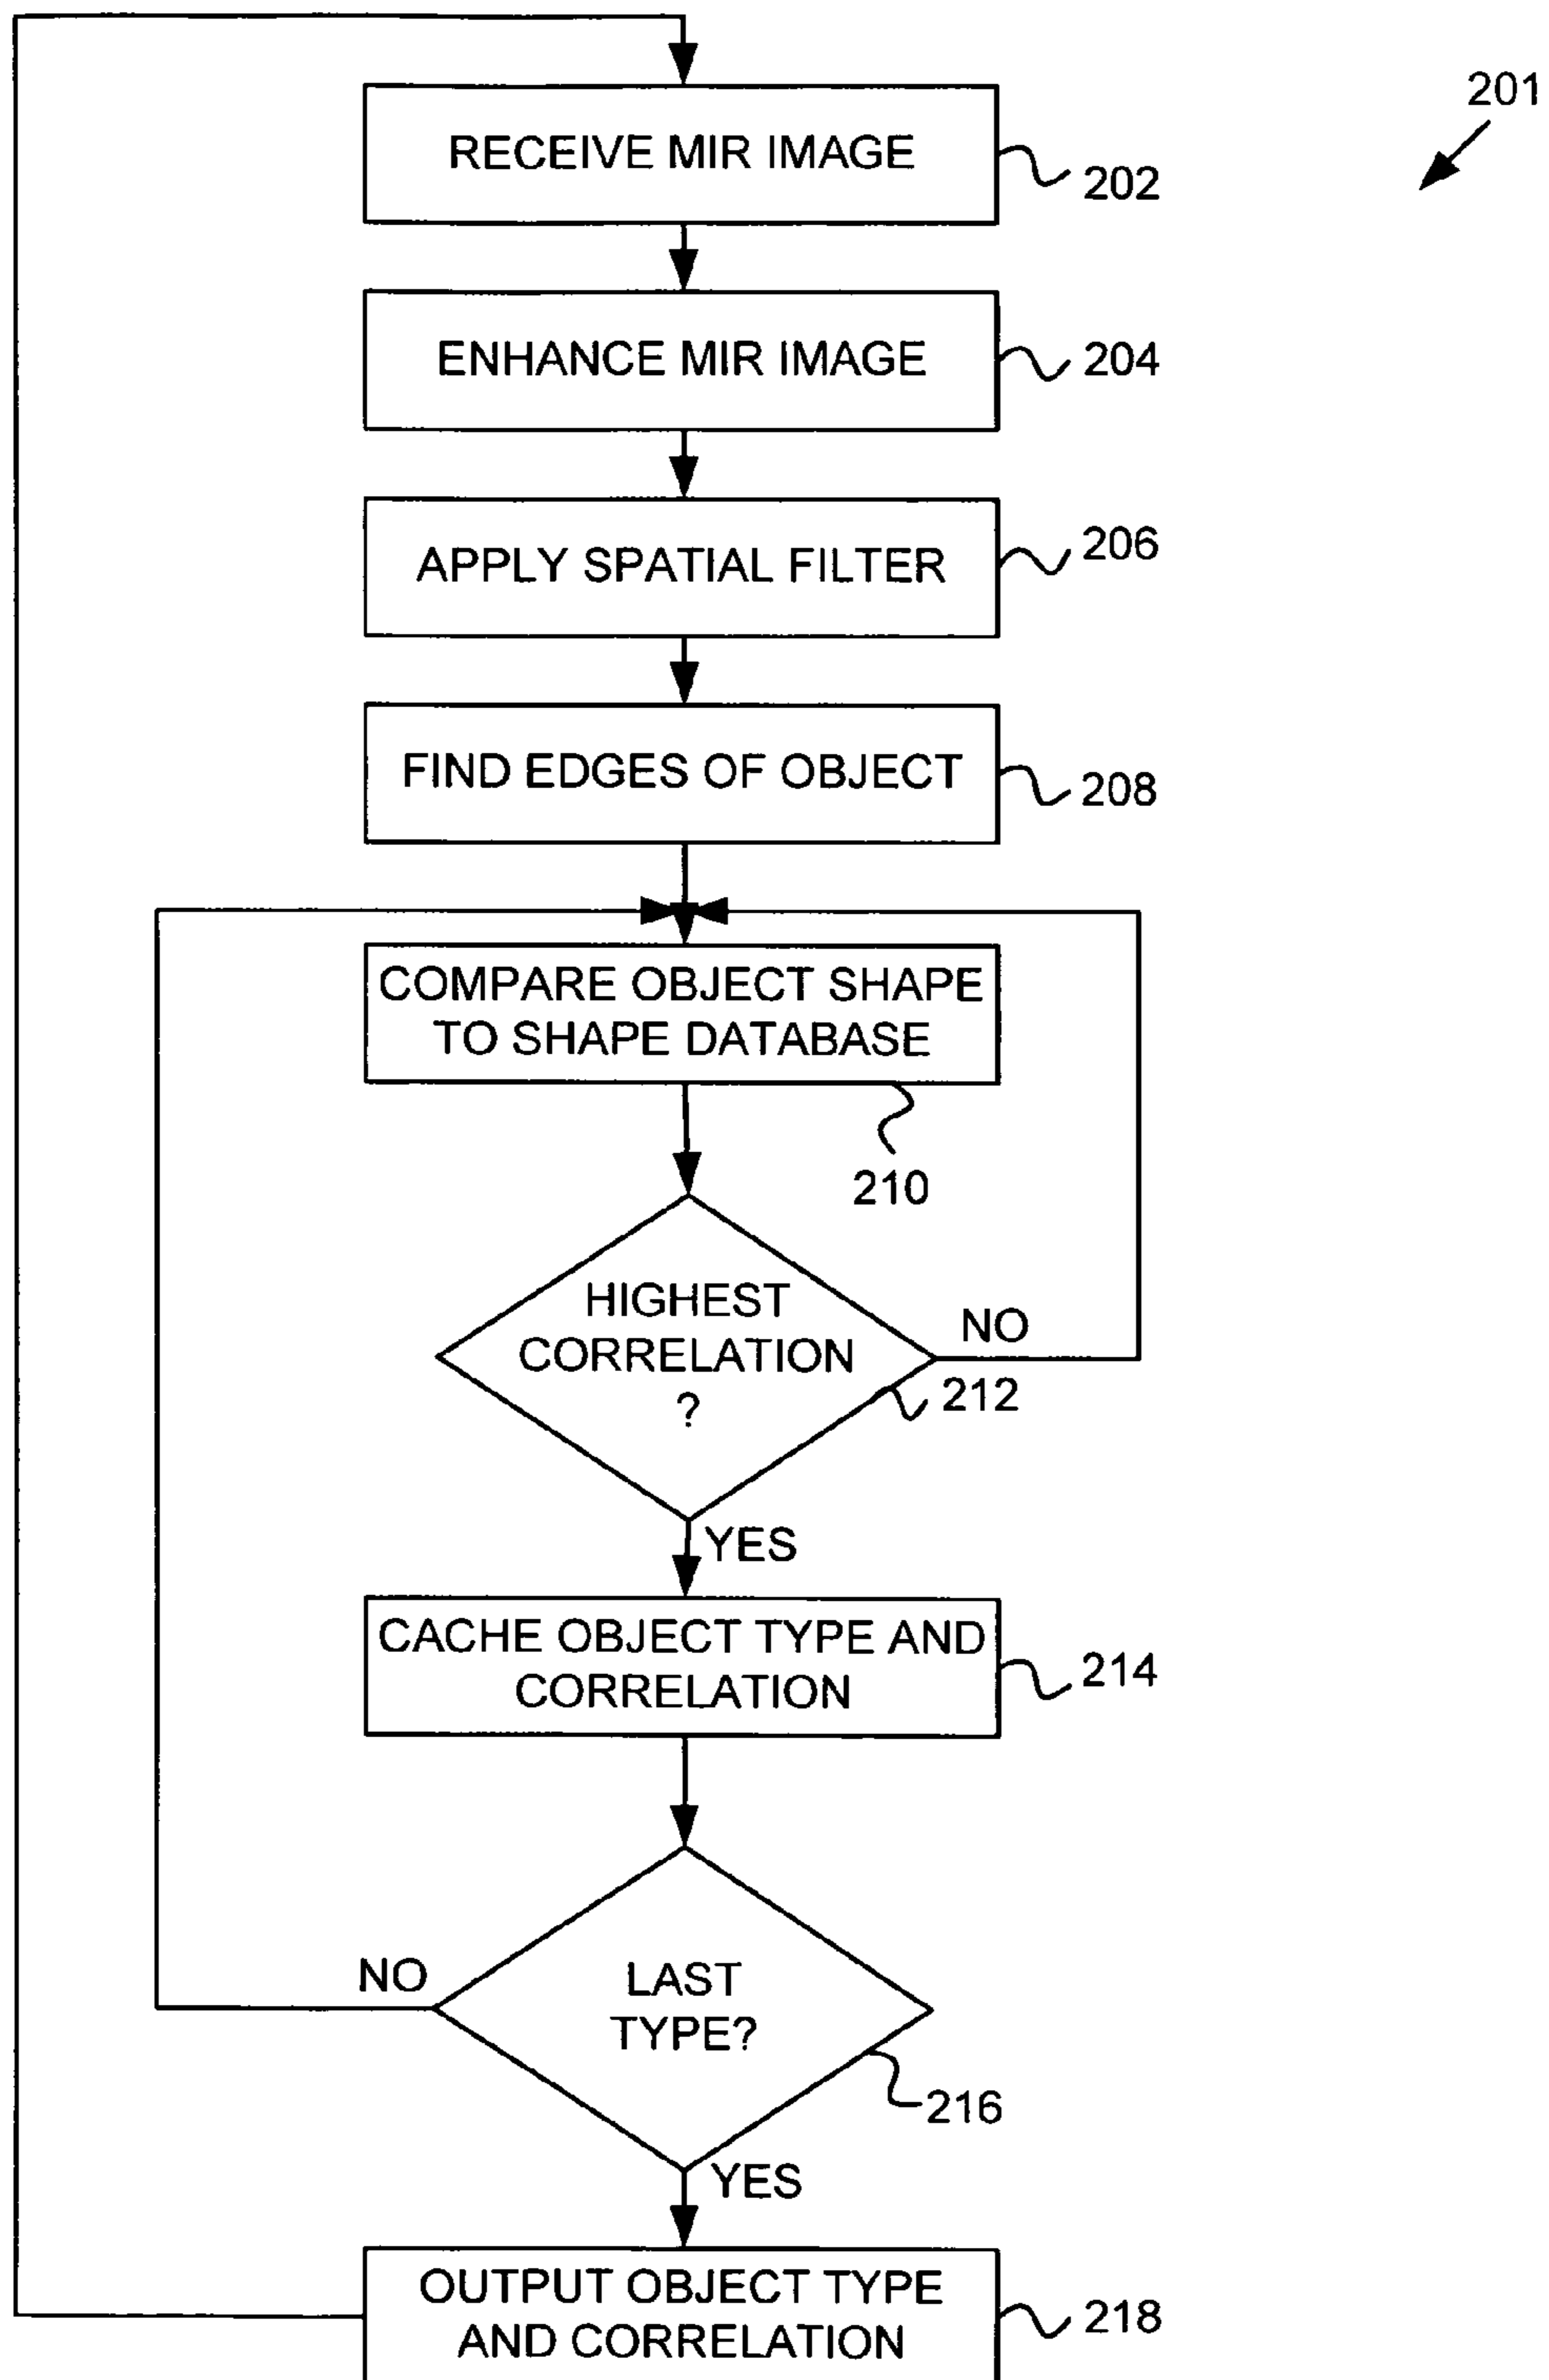 201
RECEIVE MIR IMAGE
202
ENHANCE MIR IMAGE
204
APPLY SPATIAL FILTER
206
FIND EDGES OF OBJECT
208
COMPARE OBJECT SHAPE
TO SHAPE DATABASE
210
HIGHEST
CORRELATION
?
NO
212
YES
CACHE OBJECT TYPE AND
CORRELATION
214
NO
LAST
TYPE?
216
YES
OUTPUT OBJECT TYPE
AND CORRELATION
218